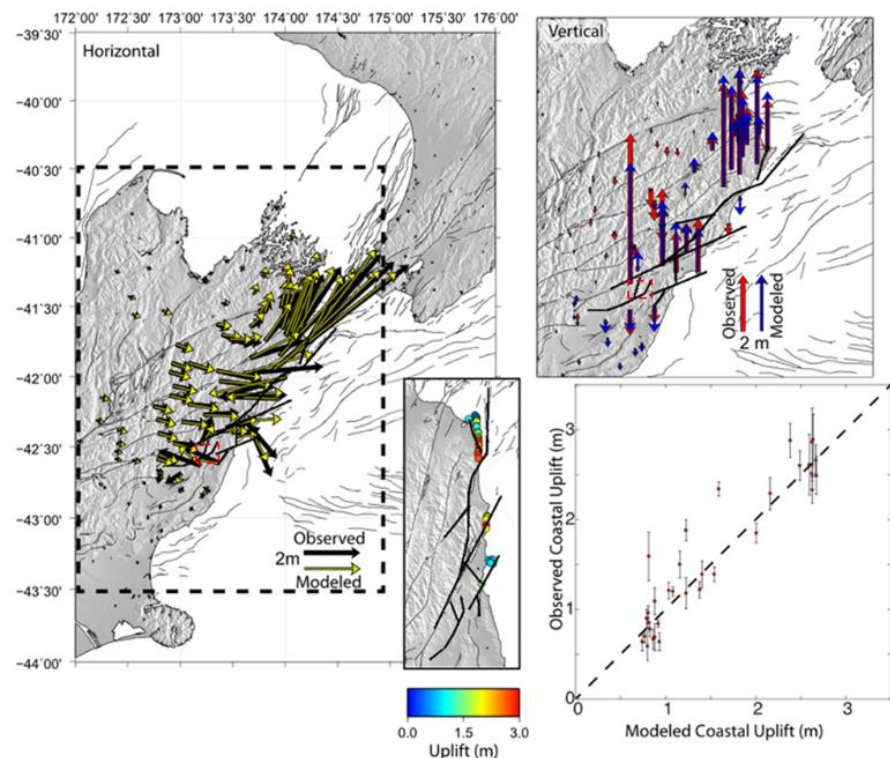 172˚00' 172˚30' 173˚00' 173˚30' 174˚00' 174˚30' 175˚00' 175˚30' 176˚00'
−39˚30'
−40˚00'
−40˚30'
−41˚00'
−41˚30'
−42˚00'
−42˚30'
−43˚00'
−43˚30'
−44˚00'
Horizontal
Observed
2m
Modeled
Vertical
Observed
Modeled
2 m
0.0 1.5 3.0
Uplift (m)
Observed Coastal Uplift (m)
3
2
1
0
0 1 2 3
Modeled Coastal Uplift (m)